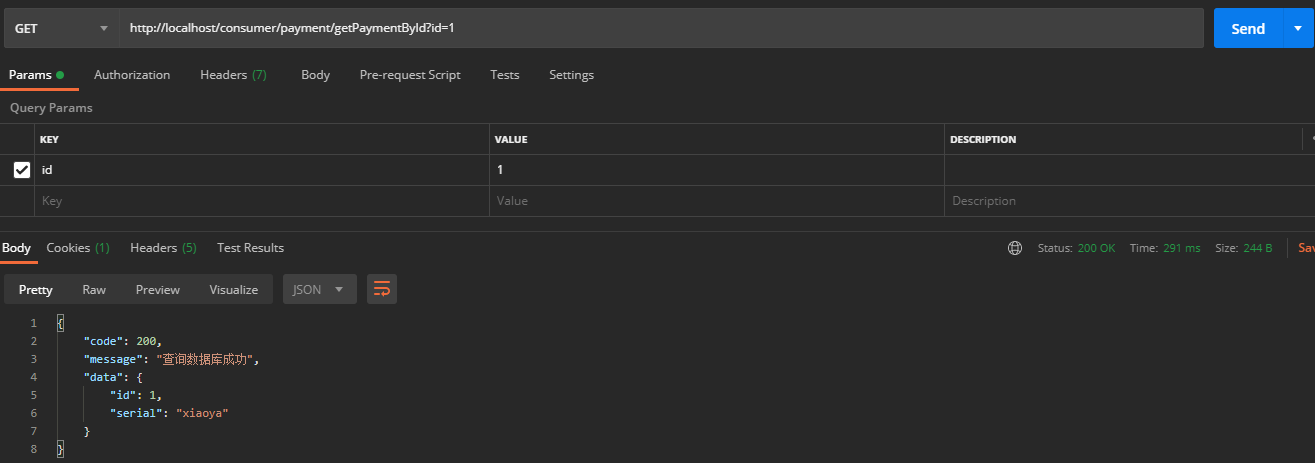 GET http://localhost/consumer/payment/getPaymentById?id=1 Send
Params Authorization Headers (7) Body Pre-request Script Tests Settings
Query Params
KEY VALUE DESCRIPTION
id 1
Key Value Description
Body Cookies (1) Headers (5) Test Results Status: 200 OK Time: 291 ms Size: 244 B Sav
Pretty Raw Preview Visualize JSON
1 {
2 "code": 200,
3 "message": "查询数据库成功",
4 "data": {
5 "id": 1,
6 "serial": "xiaoya"
7 }
8 }